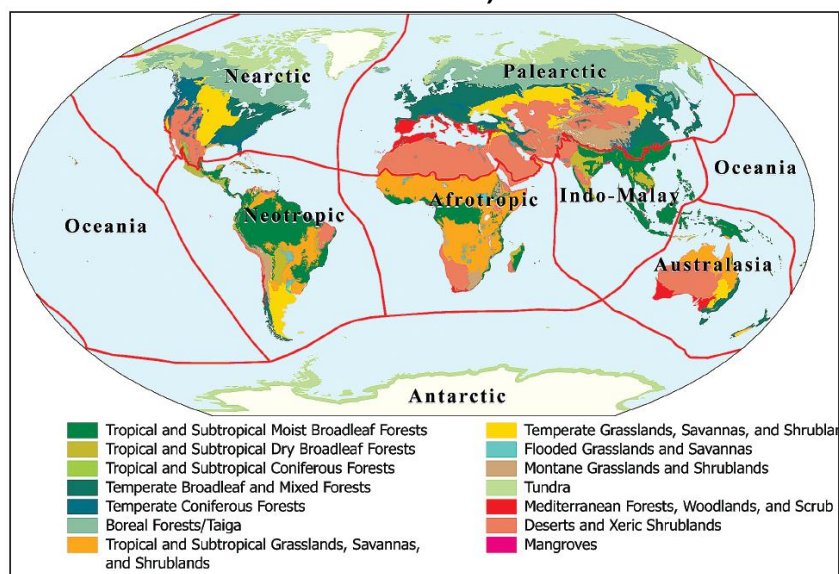 Nearctic
Palearctic
Oceania
Afrotropic
Indo-Malay
Neotropic
Oceania
Australasia
Antarctic
Tropical and Subtropical Moist Broadleaf Forests
Tropical and Subtropical Dry Broadleaf Forests
Tropical and Subtropical Coniferous Forests
Temperate Broadleaf and Mixed Forests
Temperate Coniferous Forests
Boreal Forests/Taiga
Tropical and Subtropical Grasslands, Savannas,
and Shrublands
Temperate Grasslands, Savannas, and Shrublan
Flooded Grasslands and Savannas
Montane Grasslands and Shrublands
Tundra
Mediterranean Forests, Woodlands, and Scrub
Deserts and Xeric Shrublands
Mangroves